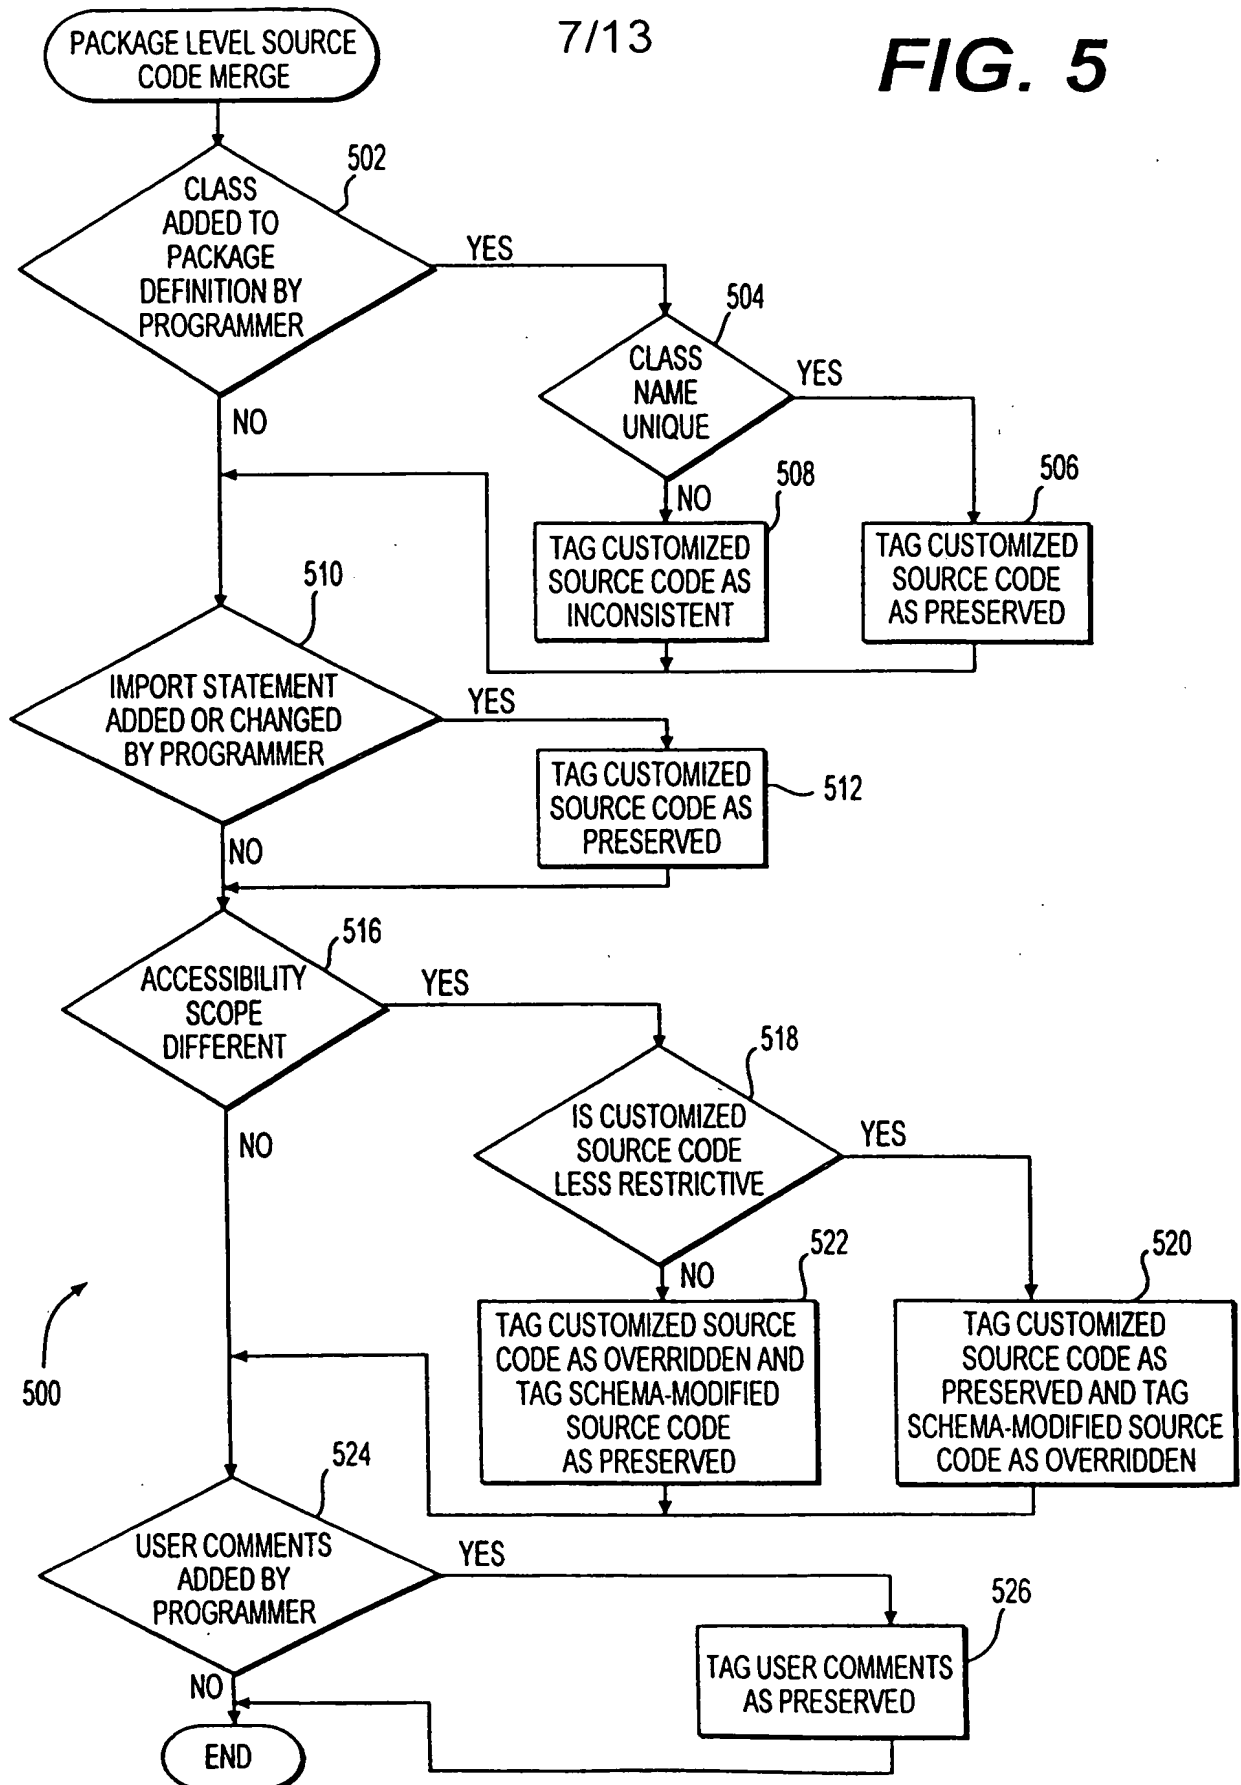 PACKAGE LEVEL SOURCE
CODE MERGE
7/13
FIG. 5
502
CLASS
ADDED TO
PACKAGE
DEFINITION BY
PROGRAMMER
YES
NO
504
CLASS
NAME
UNIQUE
YES
NO
508
TAG CUSTOMIZED
SOURCE CODE AS
INCONSISTENT
506
TAG CUSTOMIZED
SOURCE CODE
AS PRESERVED
510
IMPORT STATEMENT
ADDED OR CHANGED
BY PROGRAMMER
YES
NO
TAG CUSTOMIZED
SOURCE CODE AS
PRESERVED
512
516
ACCESSIBILITY
SCOPE
DIFFERENT
YES
NO
518
IS CUSTOMIZED
SOURCE CODE
LESS RESTRICTIVE
YES
NO
522
TAG CUSTOMIZED SOURCE
CODE AS OVERRIDDEN AND
TAG SCHEMA-MODIFIED
SOURCE CODE
AS PRESERVED
520
TAG CUSTOMIZED
SOURCE CODE AS
PRESERVED AND TAG
SCHEMA-MODIFIED SOURCE
CODE AS OVERRIDDEN
500
524
USER COMMENTS
ADDED BY
PROGRAMMER
YES
NO
526
TAG USER COMMENTS
AS PRESERVED
END